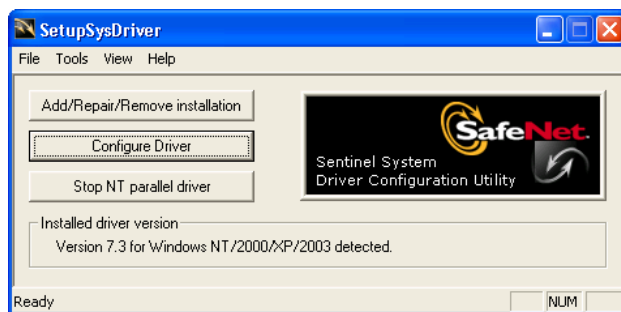 SetupSysDriver
File Tools View Help
Add/Repair/Remove installation
Configure Driver
Stop NT parallel driver
SafeNet.
Sentinel System
Driver Configuration Utility
Installed driver version
Version 7.3 for Windows NT/2000/XP/2003 detected.
Ready
NUM